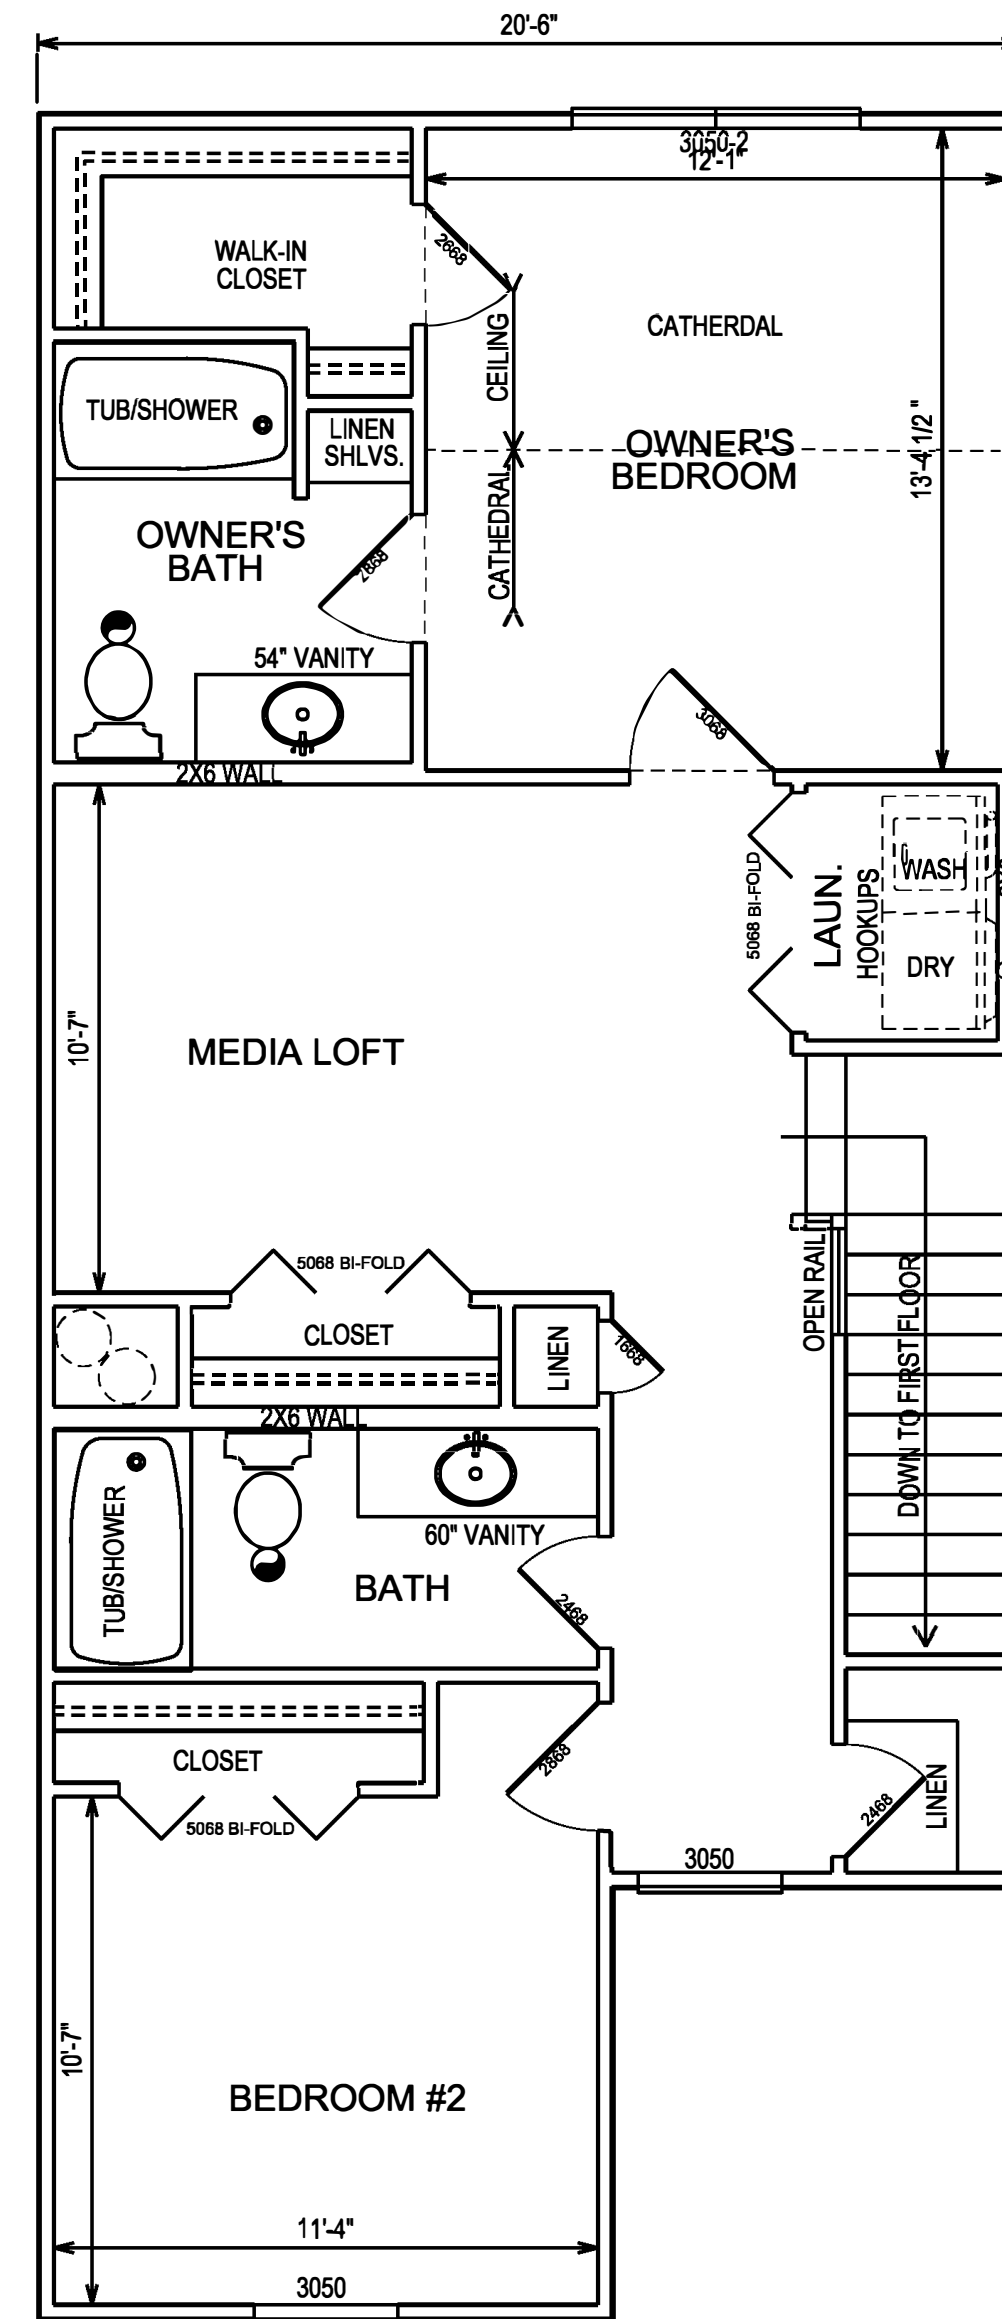 20'-6"
3050-2
12'-1"
2668
WALK-IN
CLOSET
CEILING
CATHERDAL
TUB/SHOWER
LINEN
SHLVS.
OWNER'S
BEDROOM
13'-4 1/2"
CATHEDRAL
OWNER'S
BATH
2868
54" VANITY
3068
2X6 WALL
5068 BI-FOLD
LAUN.
HOOKUPS
WASH
DRY
10'-7"
MEDIA LOFT
OPEN RAIL
DOWN TO FIRST FLOOR
5068 BI-FOLD
CLOSET
LINEN
1668
2X6 WALL
TUB/SHOWER
60" VANITY
BATH
2468
CLOSET
2868
5068 BI-FOLD
2468
LINEN
3050
10'-7"
BEDROOM #2
11'-4"
3050